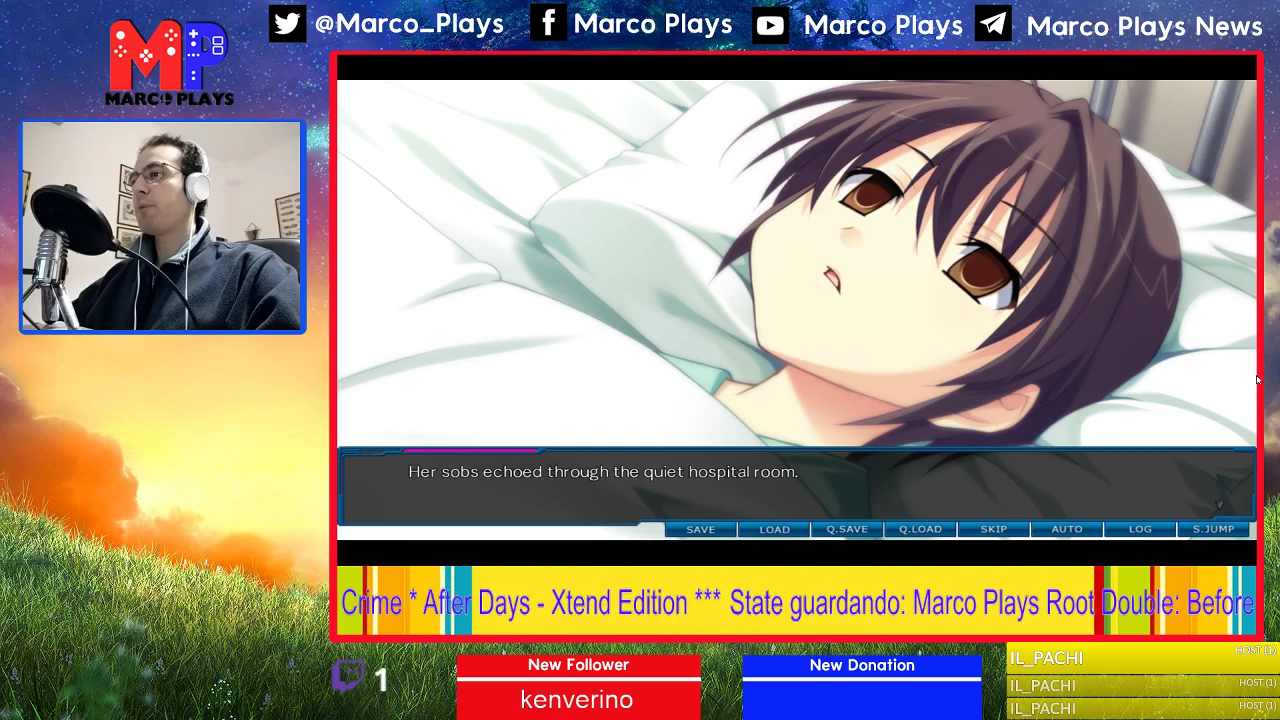 @Marco_Plays
Marco Plays
Marco Plays
Marco Plays News
MP
MARCO PLAYS
Her sobs echoed through the quiet hospital room.
SAVE
LOAD
Q.SAVE
Q.LOAD
SKIP
AUTO
LOG
S.JUMP
Crime * After Days - Xtend Edition *** State guardando: Marco Plays Root Double: Before
1
New Follower
kenverino
New Donation
IL_PACHI HOST (1)
IL_PACHI HOST (1)
IL_PACHI HOST (1)